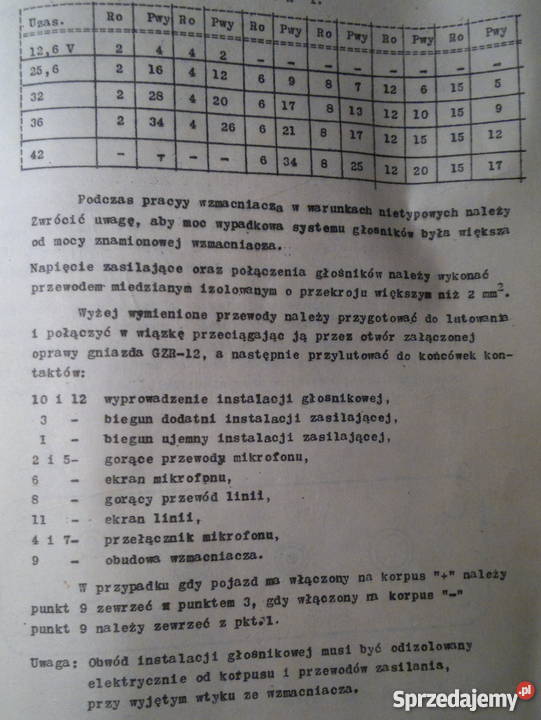 1.
Uzas. Ro Pwy Ro Pwy Ro Pwy Ro Pwy Ro Pwy Ro Pwy
12,6 V 2 4 4 2 – – – – – – – –
25,6 2 16 4 12 6 9 8 7 12 6 15 5
32 2 28 4 20 6 17 8 13 12 10 15 9
36 2 34 4 26 6 21 8 17 12 15 15 12
42 – – – – 6 34 8 25 12 20 15 17
Podczas pracyy wzmacniacza w warunkach nietypowych należy
Zwrócić uwagę, aby moc wypadkowa systemu głosników była większa
od mocy znamionowej wzmacniacza.
Napięcie zasilające oraz połączenia głośników należy wykonać
przewodem miedzianym izolowanym o przekroju większym niż 2 mm².
Wyżej wymienione przewody należy przygotować do lutowania
i połączyć w wiązkę przeciągając ją przez otwór załączonej
oprawy gniazda GZR-12, a następnie przylutować do końcówek kon-
taktów:
10 i 12 wyprowadzenie instalacji głosnikowej,
3 - biegun dodatni instalacji zasilającej,
1 - biegun ujemny instalacji zasilającej,
2 i 5- gorące przewody mikrofonu,
6 - ekran mikrofonu,
8 - gorący przewód linii,
11 - ekran linii,
4 i 7- przełącznik mikrofonu,
9 - obudowa wzmacniacza.
W przypadku gdy pojazd ma włączony na korpus "+" należy
punkt 9 zewrzeć z punktem 3, gdy włączony m korpus "-"
punkt 9 należy zewrzeć z pkt.1.
Uwaga: Obwód instalacji głosnikowej musi być odizolowany
elektrycznie od korpusu i przewodów zasilania,
przy wyjętym wtyku ze wzmacniacza.
Sprzedajemy.pl